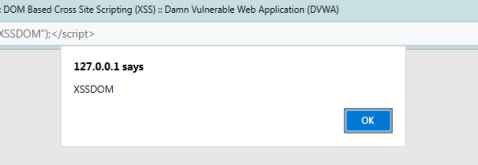 : DOM Based Cross Site Scripting (XSS) :: Damn Vulnerable Web Application (DVWA)
XSSDOM");</script>
127.0.0.1 says
XSSDOM
OK